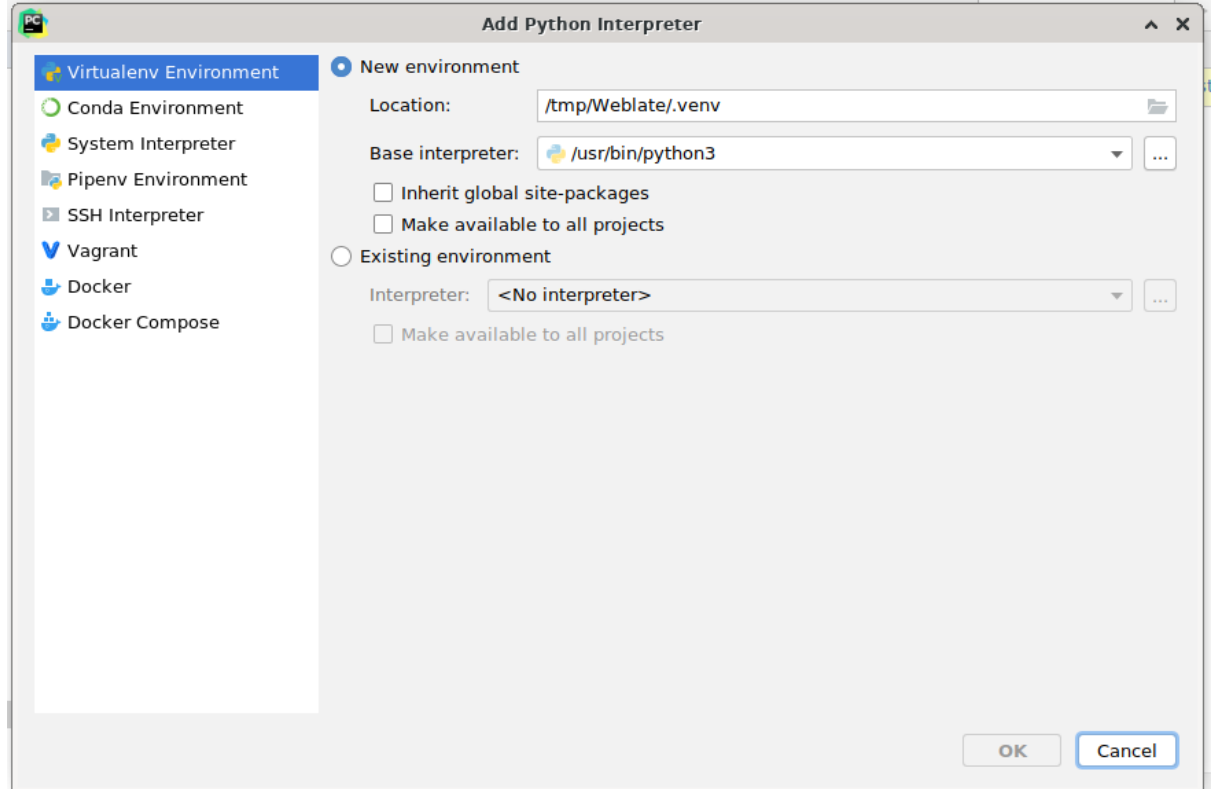 PC
Add Python Interpreter
Virtualenv Environment
Conda Environment
System Interpreter
Pipenv Environment
SSH Interpreter
Vagrant
Docker
Docker Compose
New environment
Location: /tmp/Weblate/.venv
Base interpreter: /usr/bin/python3 ...
Inherit global site-packages
Make available to all projects
Existing environment
Interpreter: <No interpreter> ...
Make available to all projects
OK Cancel